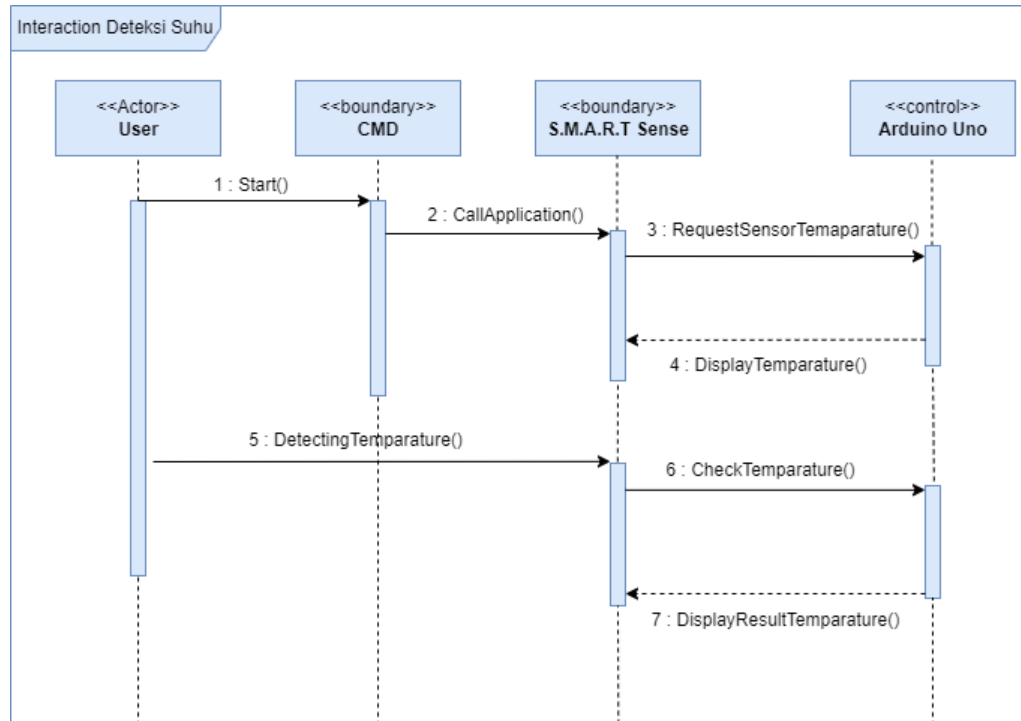 Interaction Deteksi Suhu
<<Actor>>
User
<<boundary>>
CMD
<<boundary>>
S.M.A.R.T Sense
<<control>>
Arduino Uno
1 : Start()
2 : CallApplication()
3 : RequestSensorTemaparature()
4 : DisplayTemparature()
5 : DetectingTemparature()
6 : CheckTemparature()
7 : DisplayResultTemparature()